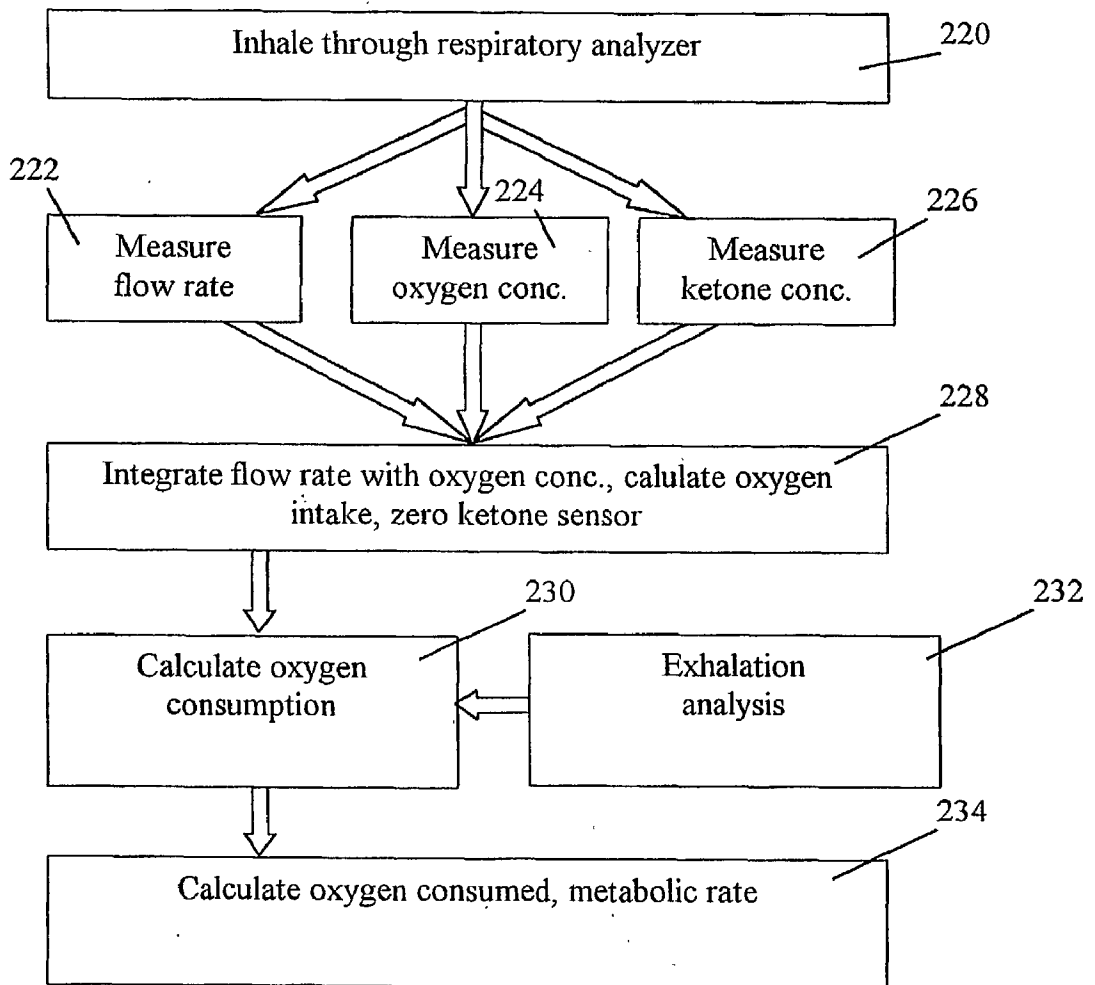 Inhale through respiratory analyzer
220
222
224
226
Measure
flow rate
Measure
oxygen conc.
Measure
ketone conc.
228
Integrate flow rate with oxygen conc., calulate oxygen
intake, zero ketone sensor
230
232
Calculate oxygen
consumption
Exhalation
analysis
234
Calculate oxygen consumed, metabolic rate